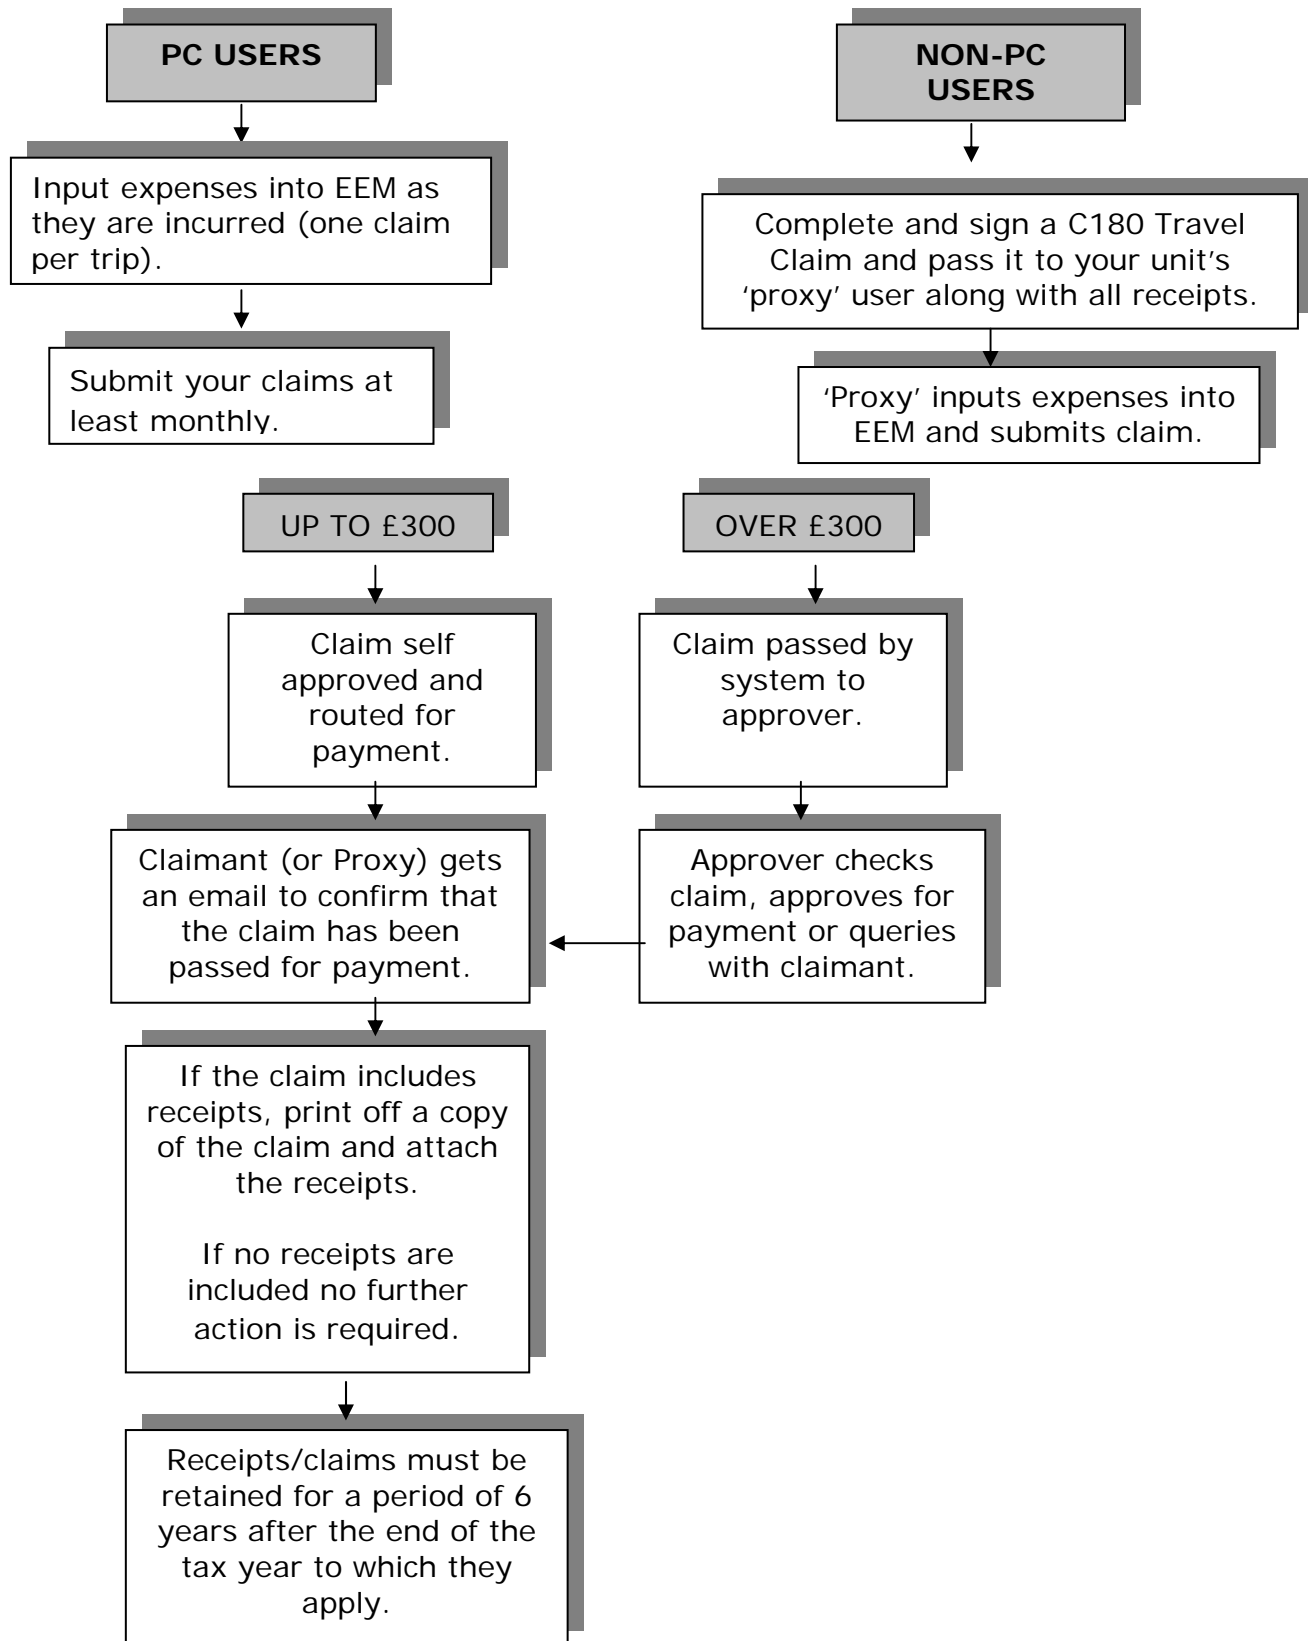 PC USERS
Input expenses into EEM as
they are incurred (one claim
per trip).
Submit your claims at
least monthly.
NON-PC
USERS
Complete and sign a C180 Travel
Claim and pass it to your unit's
‘proxy’ user along with all receipts.
‘Proxy’ inputs expenses into
EEM and submits claim.
UP TO £300
Claim self
approved and
routed for
payment.
OVER £300
Claim passed by
system to
approver.
Approver checks
claim, approves for
payment or queries
with claimant.
Claimant (or Proxy) gets
an email to confirm that
the claim has been
passed for payment.
If the claim includes
receipts, print off a copy
of the claim and attach
the receipts.
If no receipts are
included no further
action is required.
Receipts/claims must be
retained for a period of 6
years after the end of the
tax year to which they
apply.